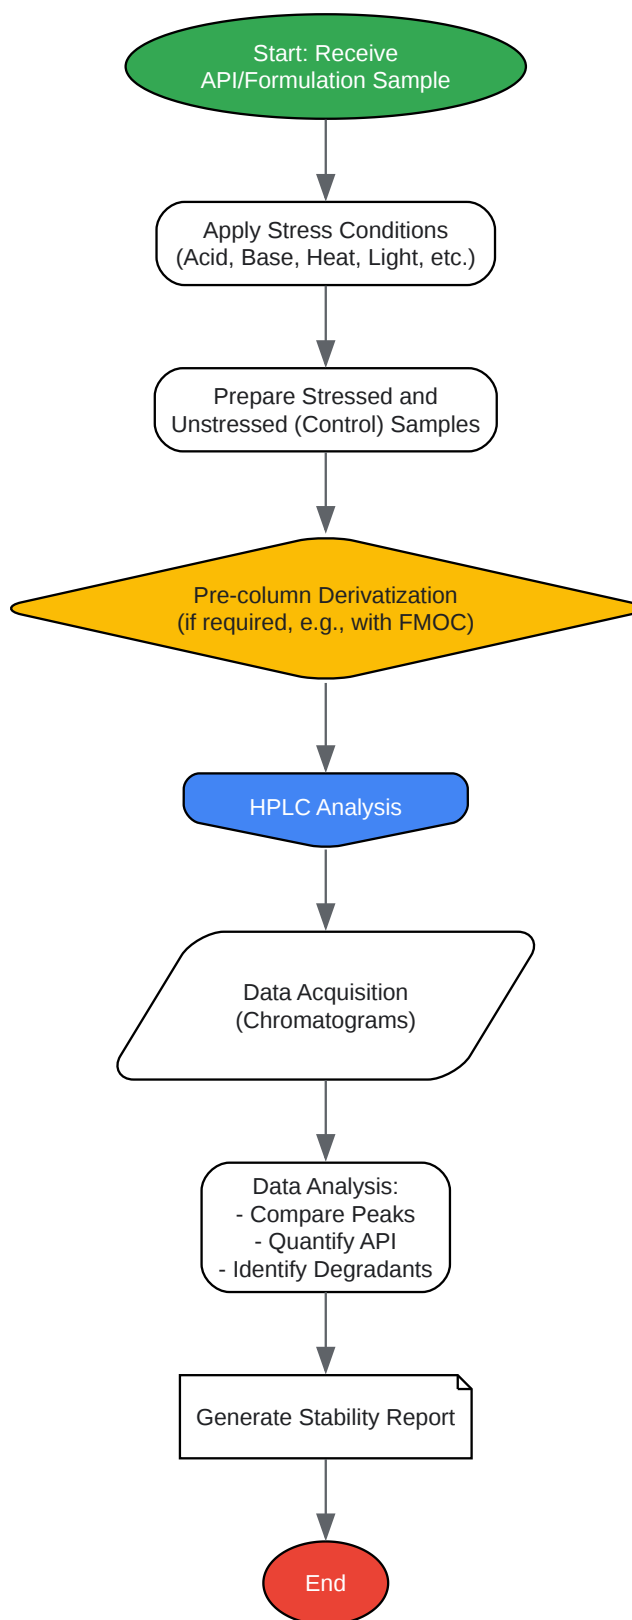 Start: Receive
API/Formulation Sample
Apply Stress Conditions
(Acid, Base, Heat, Light, etc.)
Prepare Stressed and
Unstressed (Control) Samples
Pre-column Derivatization
(if required, e.g., with FMOC)
HPLC Analysis
Data Acquisition
(Chromatograms)
Data Analysis:
- Compare Peaks
- Quantify API
- Identify Degradants
Generate Stability Report
End